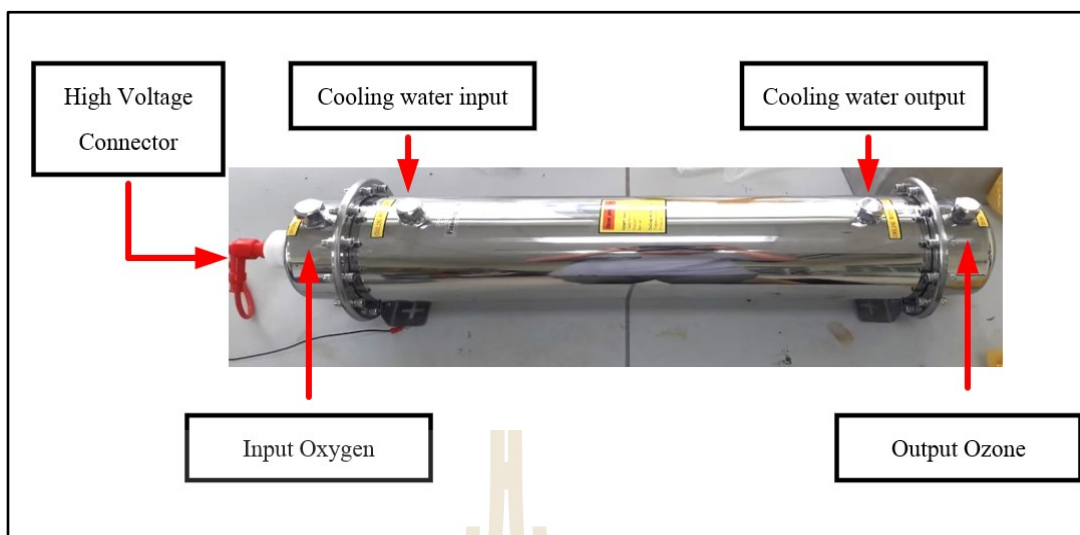 High Voltage
Connector
Cooling water input
Cooling water output
Input Oxygen
Output Ozone